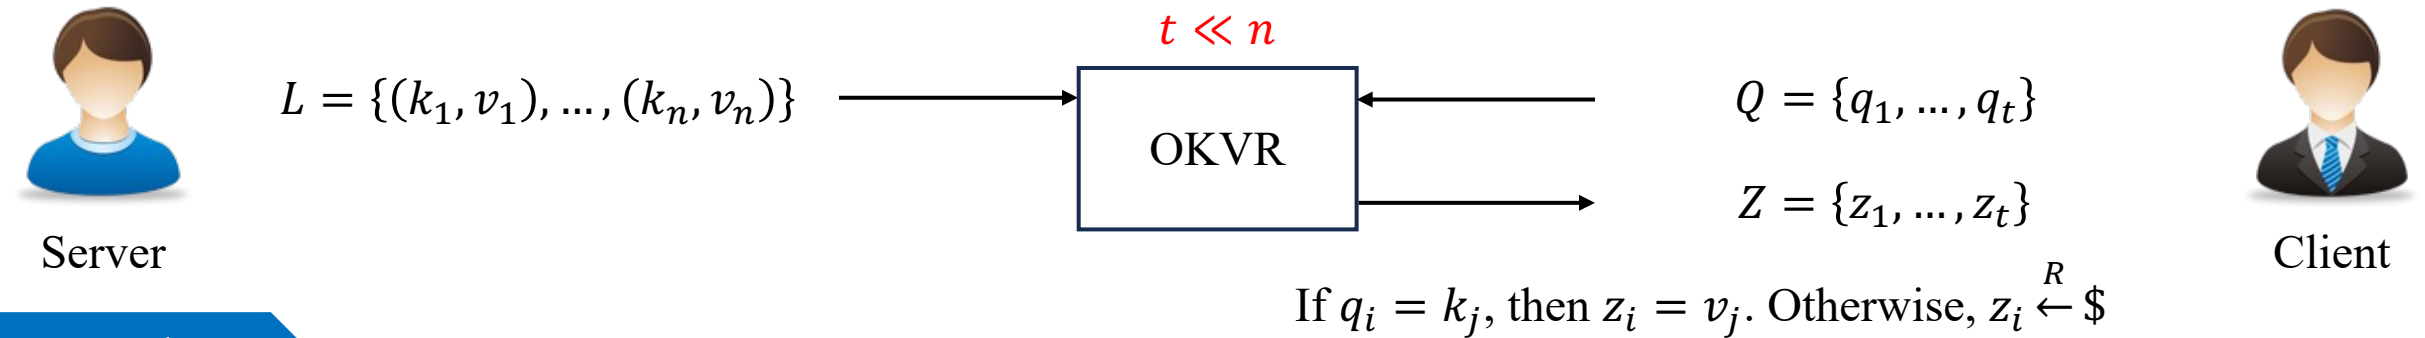 t ≪ n
L = {(k₁, v₁), … , (kₙ, vₙ)}
OKVR
Q = {q₁, … , qₜ}
Z = {z₁, … , zₜ}
Server
Client
If qᵢ = kⱼ, then zᵢ = vⱼ. Otherwise, zᵢ ←ᴿ $